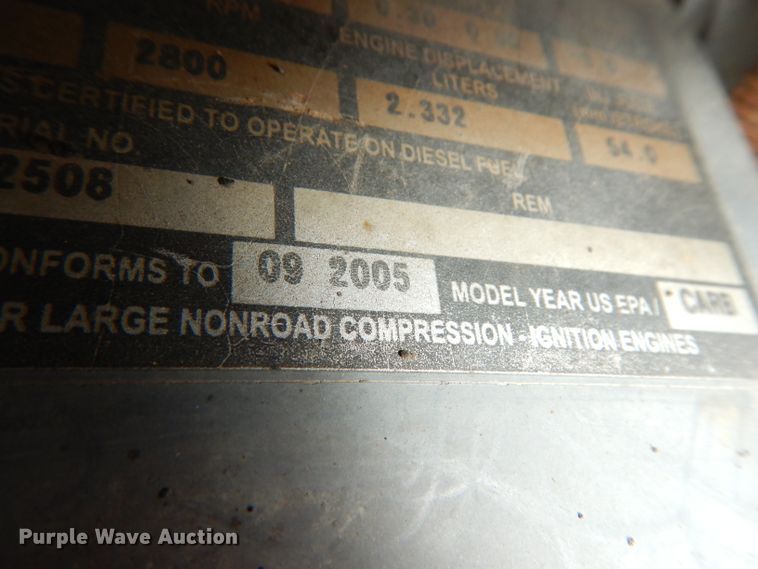 RPM
2800
ENGINE DISPLACEMENT
LITERS
2.332
54.0
CERTIFIED TO OPERATE ON DIESEL FUEL
RIAL NO.
2508
REM
ONFORMS TO 09 2005 MODEL YEAR US EPA / CARB
R LARGE NONROAD COMPRESSION - IGNITION ENGINES
Purple Wave Auction